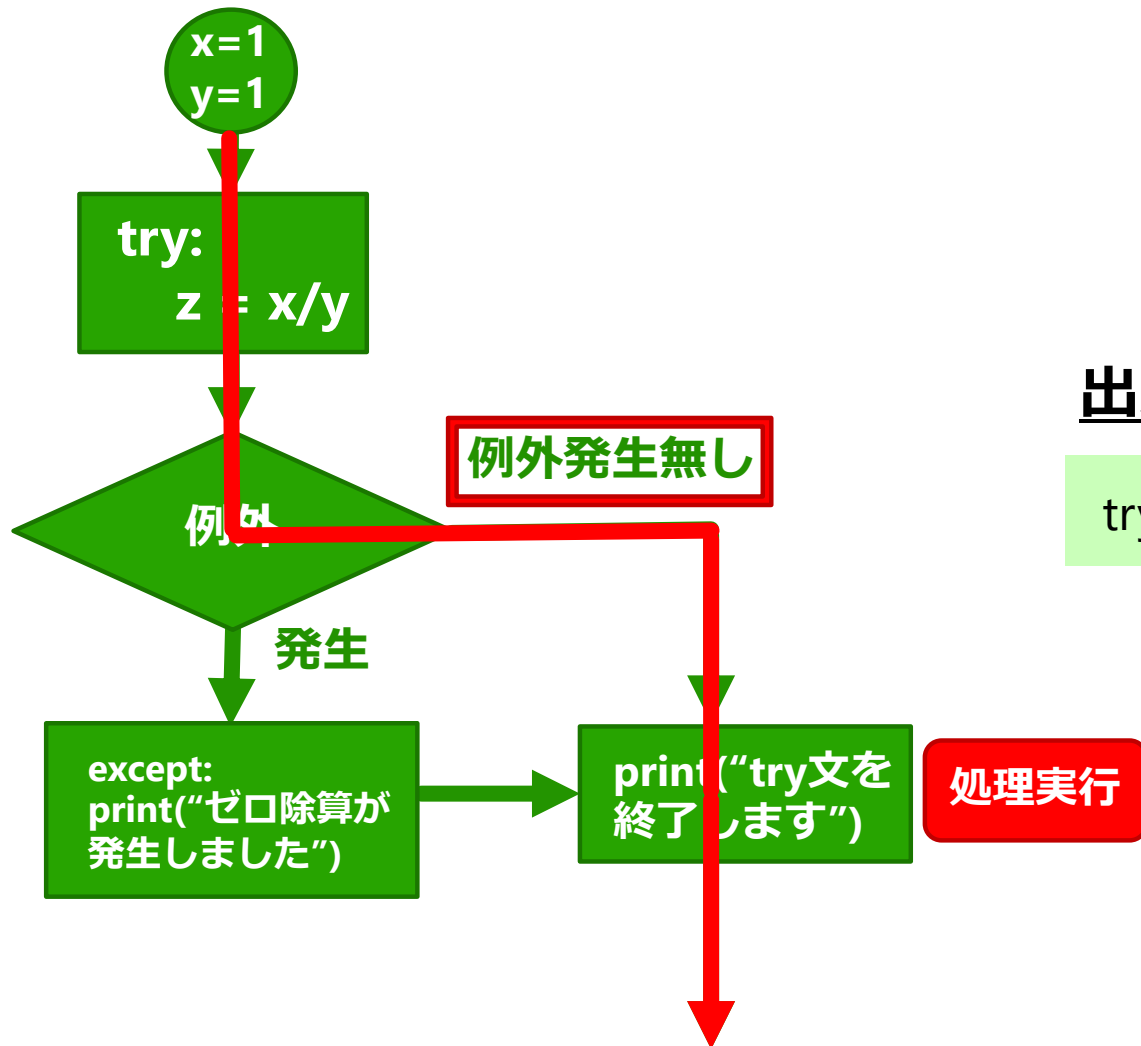 x=1
y=1
try:
z = x/y
例外発生無し
例外
発生
except:
print(“ゼロ除算が
発生しました”)
print(“try文を
終了します”)
処理実行
出
try